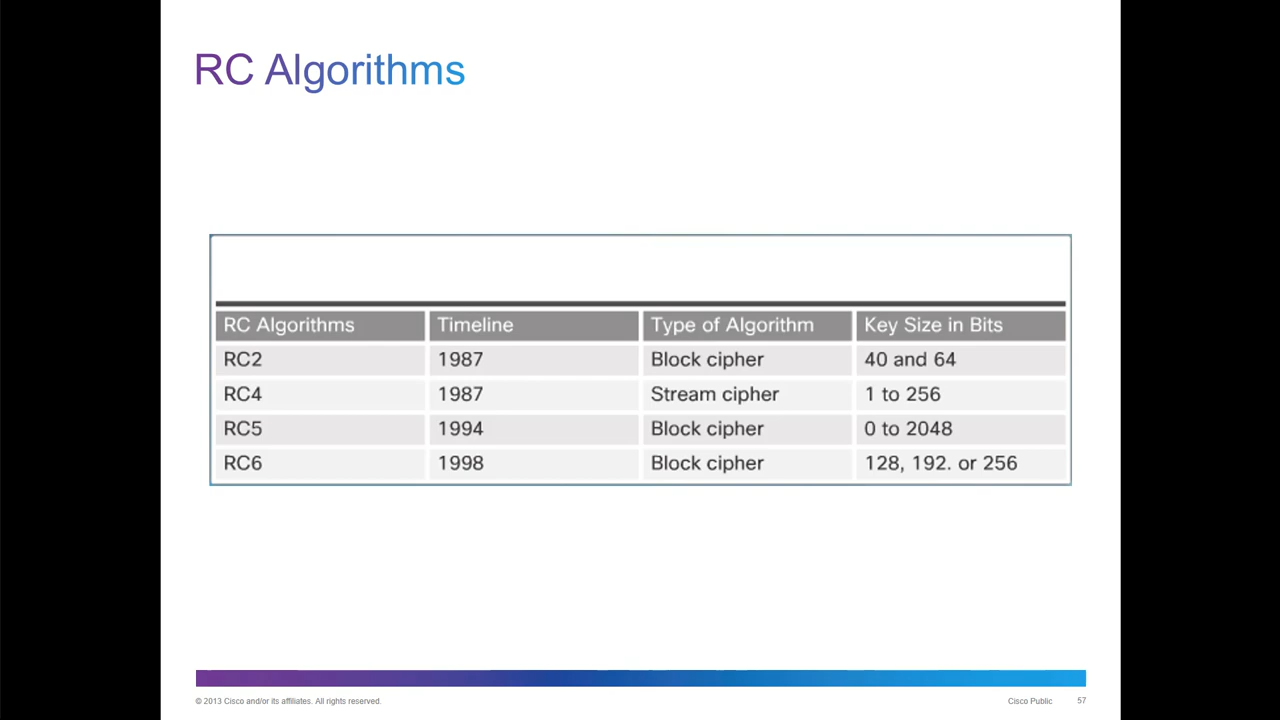 RC Algorithms
RC Algorithms Timeline Type of Algorithm Key Size in Bits
RC2 1987 Block cipher 40 and 64
RC4 1987 Stream cipher 1 to 256
RC5 1994 Block cipher 0 to 2048
RC6 1998 Block cipher 128, 192. or 256
© 2013 Cisco and/or its affiliates. All rights reserved. Cisco Public 57